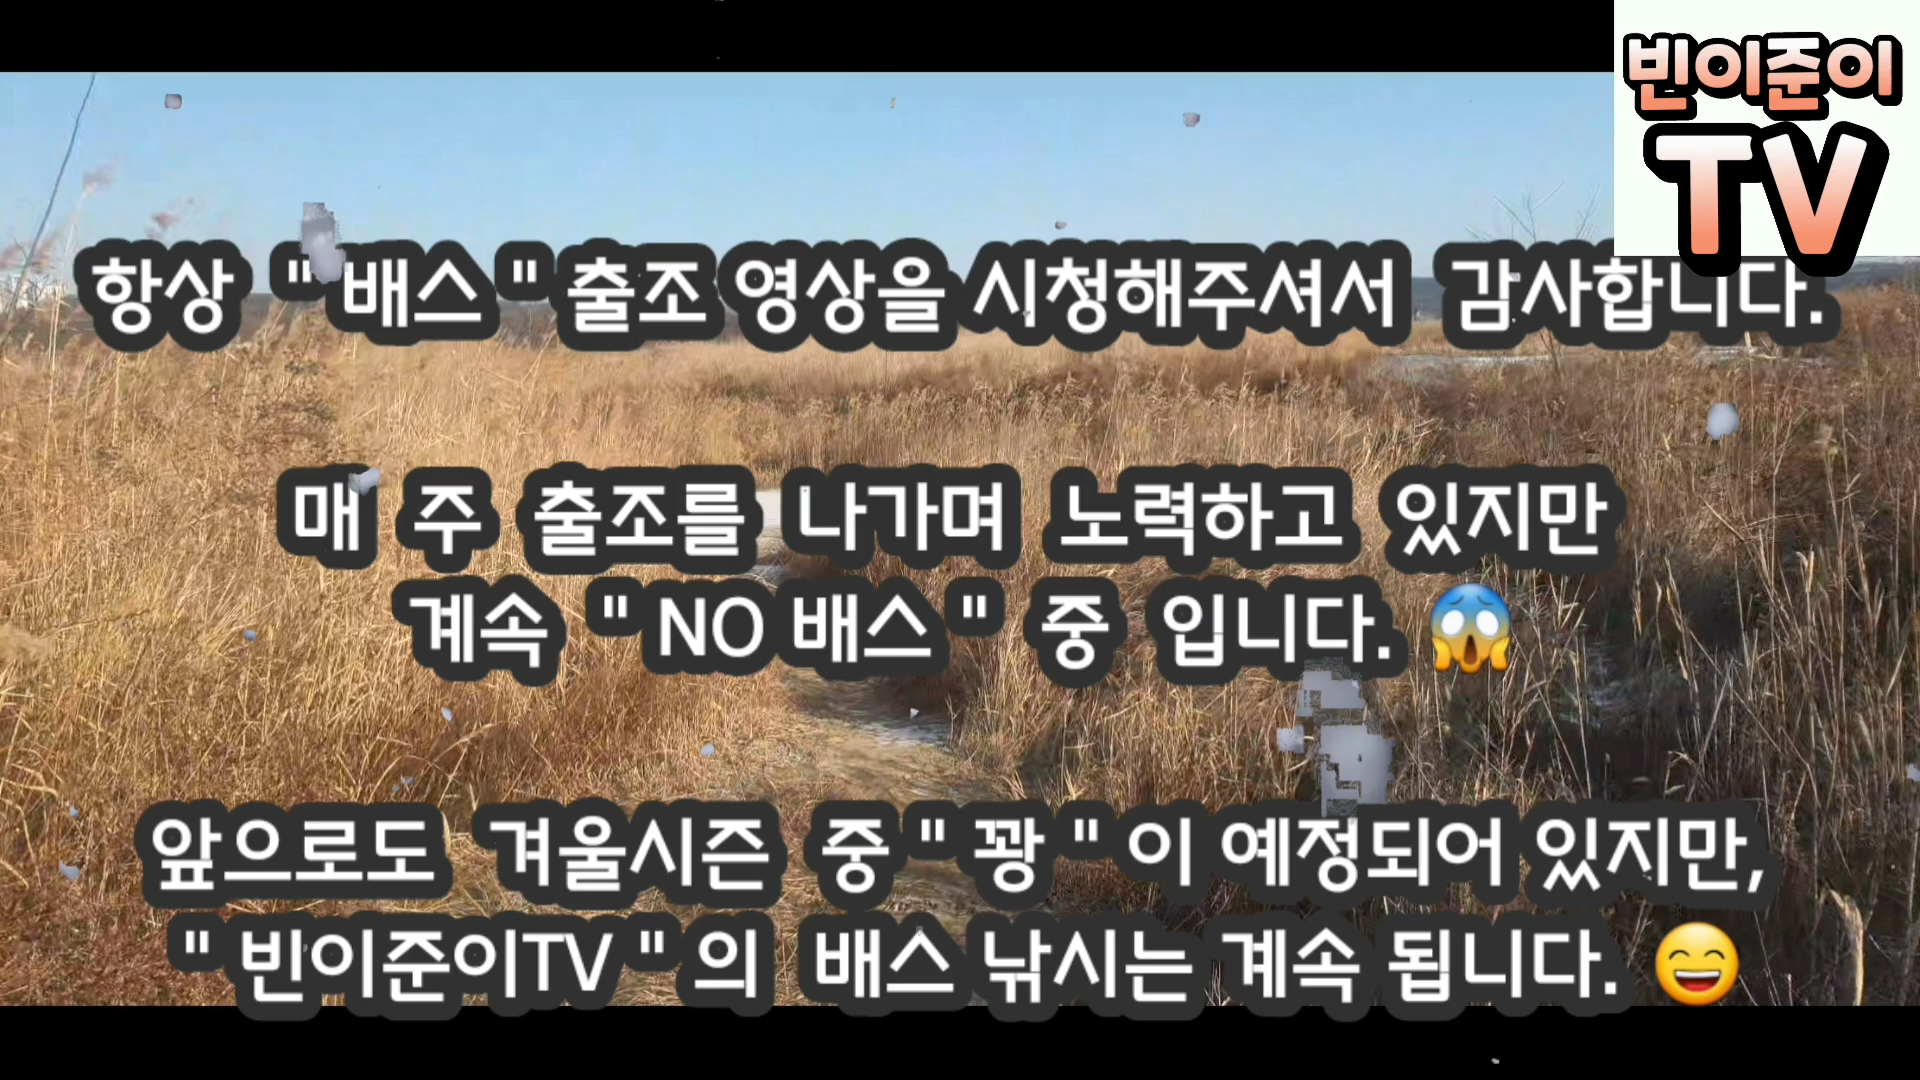 빈이준이
TV
항상 " 배스 " 출조 영상을 시청해주셔서 감사합니다.
매 주 출조를 나가며 노력하고 있지만
계속 " NO 배스 " 중 입니다. 😱
앞으로도 겨울시즌 중 " 꽝 " 이 예정되어 있지만,
" 빈이준이TV " 의 배스 낚시는 계속 됩니다. 😄